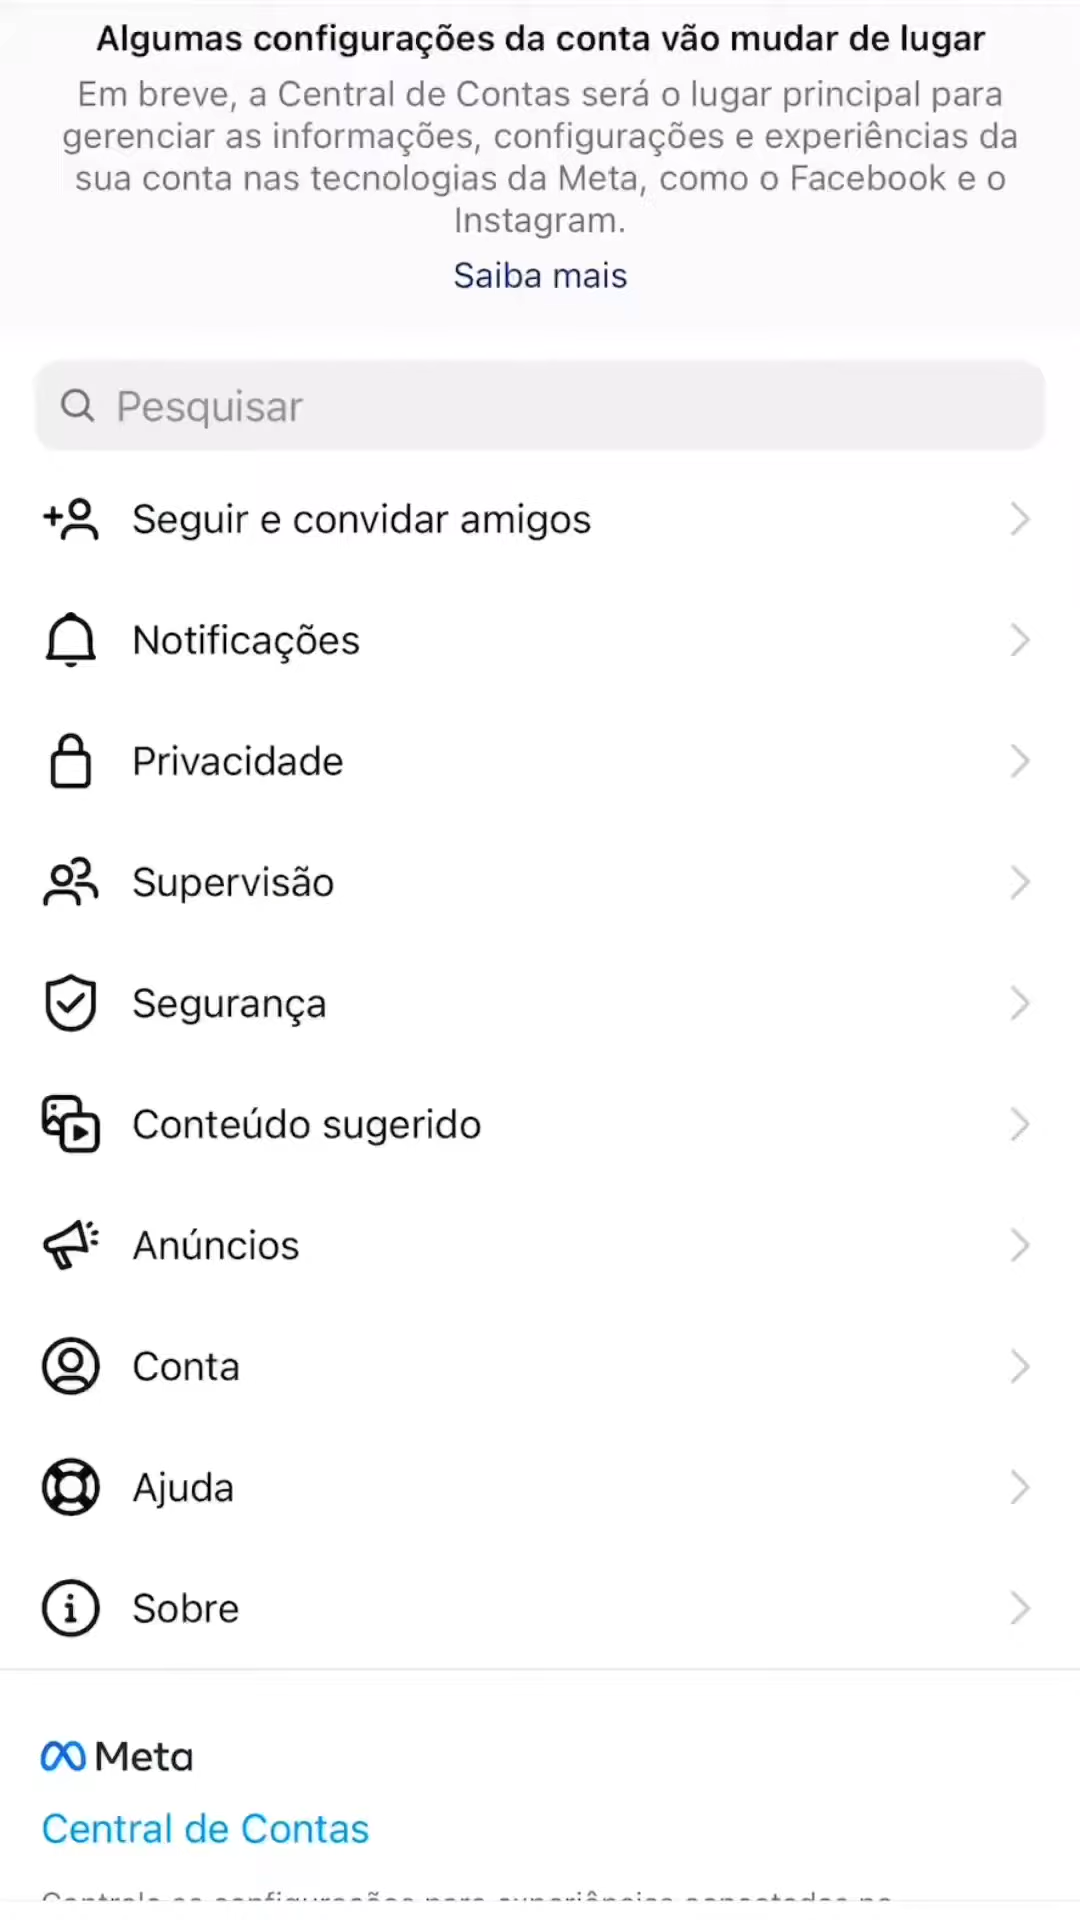 Algumas configurações da conta vão mudar de lugar
Em breve, a Central de Contas será o lugar principal para
gerenciar as informações, configurações e experiências da
sua conta nas tecnologias da Meta, como o Facebook e o
Instagram.
Saiba mais
Pesquisar
Seguir e convidar amigos
Notificações
Privacidade
Supervisão
Segurança
Conteúdo sugerido
Anúncios
Conta
Ajuda
Sobre
Meta
Central de Contas